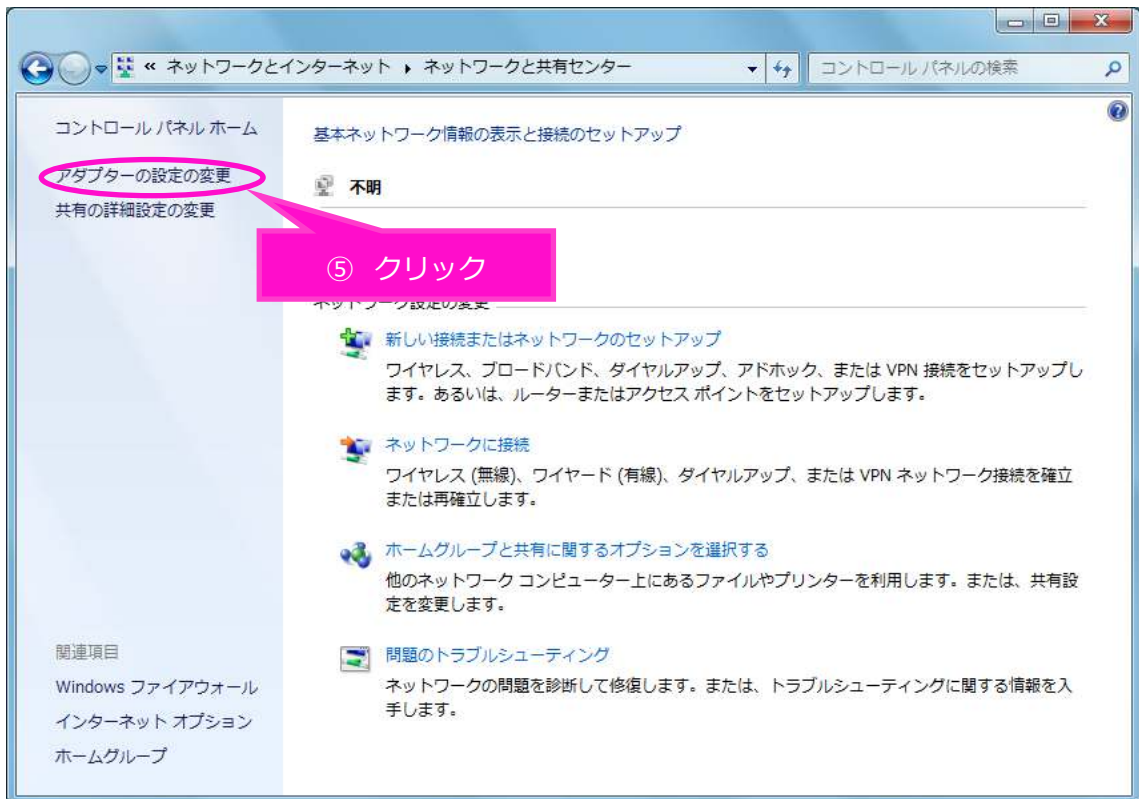 « ネットワークとインターネット ▸ ネットワークと共有センター
コントロール パネルの検索
コントロール パネル ホーム
アダプターの設定の変更
共有の詳細設定の変更
基本ネットワーク情報の表示と接続のセットアップ
不明
⑤ クリック
ネットワーク設定の変更
新しい接続またはネットワークのセットアップ
ワイヤレス、ブロードバンド、ダイヤルアップ、アドホック、または VPN 接続をセットアップし
ます。あるいは、ルーターまたはアクセス ポイントをセットアップします。
ネットワークに接続
ワイヤレス (無線)、ワイヤード (有線)、ダイヤルアップ、または VPN ネットワーク接続を確立
または再確立します。
ホームグループと共有に関するオプションを選択する
他のネットワーク コンピューター上にあるファイルやプリンターを利用します。または、共有設
定を変更します。
問題のトラブルシューティング
ネットワークの問題を診断して修復します。または、トラブルシューティングに関する情報を入
手します。
関連項目
Windows ファイアウォール
インターネット オプション
ホームグループ